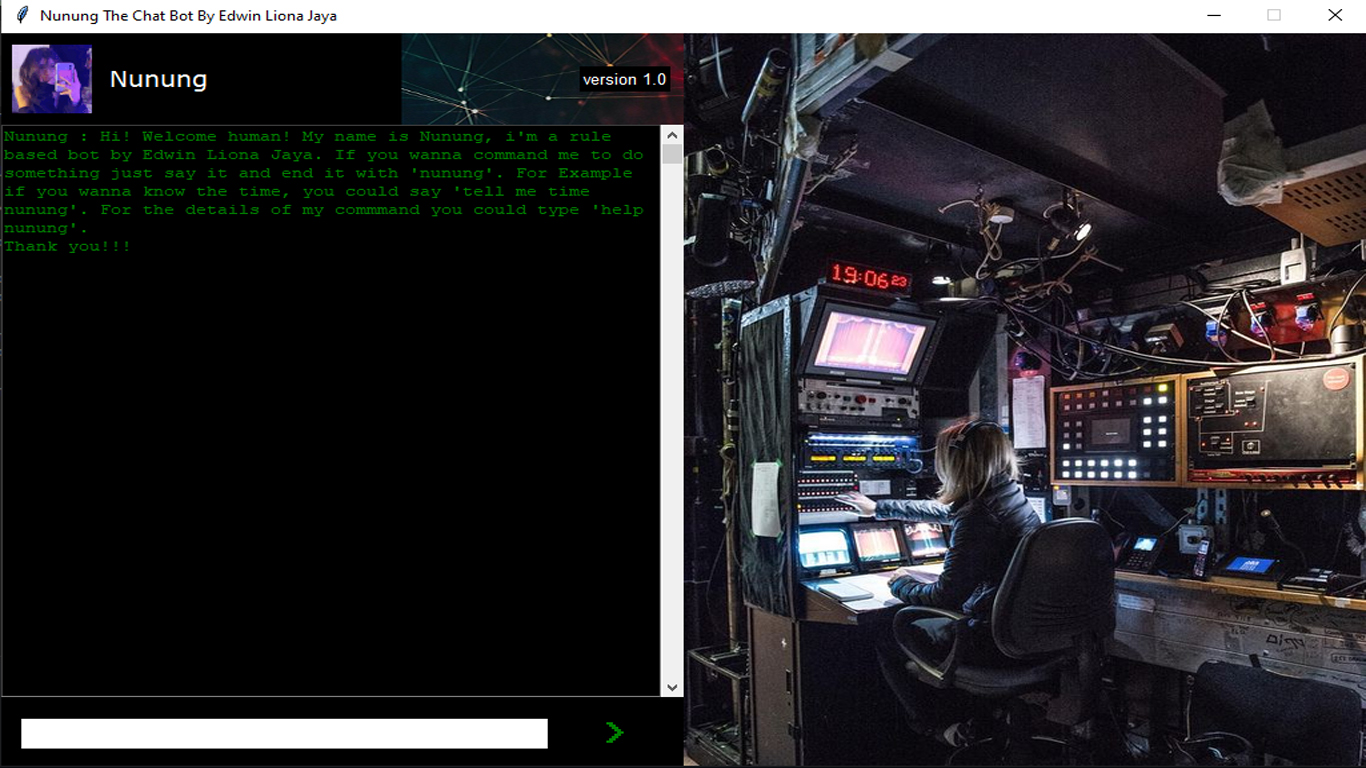 Nunung The Chat Bot By Edwin Liona Jaya
Nunung
version 1.0
Nunung : Hi! Welcome human! My name is Nunung, i'm a rule
based bot by Edwin Liona Jaya. If you wanna command me to do
something just say it and end it with 'nunung'. For Example
if you wanna know the time, you could say 'tell me time
nunung'. For the details of my commmand you could type 'help
nunung'.
Thank you!!!
19:06 23